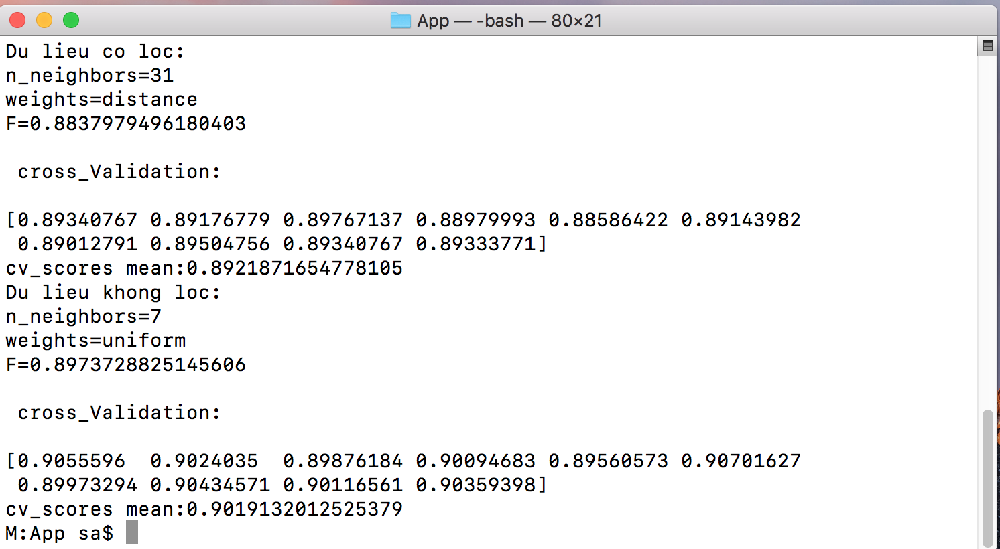 App — -bash — 80×21
Du lieu co loc:
n_neighbors=31
weights=distance
F=0.8837979496180403
cross_Validation:
[0.89340767 0.89176779 0.89767137 0.88979993 0.88586422 0.89143982
0.89012791 0.89504756 0.89340767 0.89333771]
cv_scores mean:0.8921871654778105
Du lieu khong loc:
n_neighbors=7
weights=uniform
F=0.8973728825145606
cross_Validation:
[0.9055596  0.9024035  0.89876184 0.90094683 0.89560573 0.90701627
0.89973294 0.90434571 0.90116561 0.90359398]
cv_scores mean:0.9019132012525379
M:App sa$